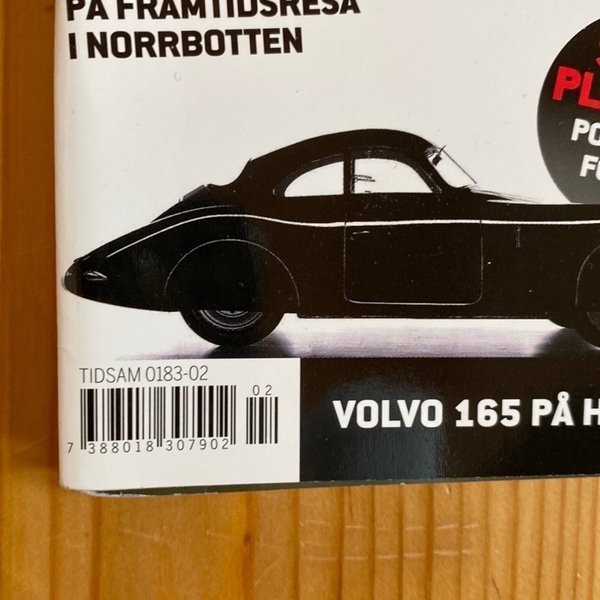 PÅ FRAMTIDSRESA
I NORRBOTTEN
TIDSAM 0183-02
02
7 388018 307902
VOLVO 165 PÅ